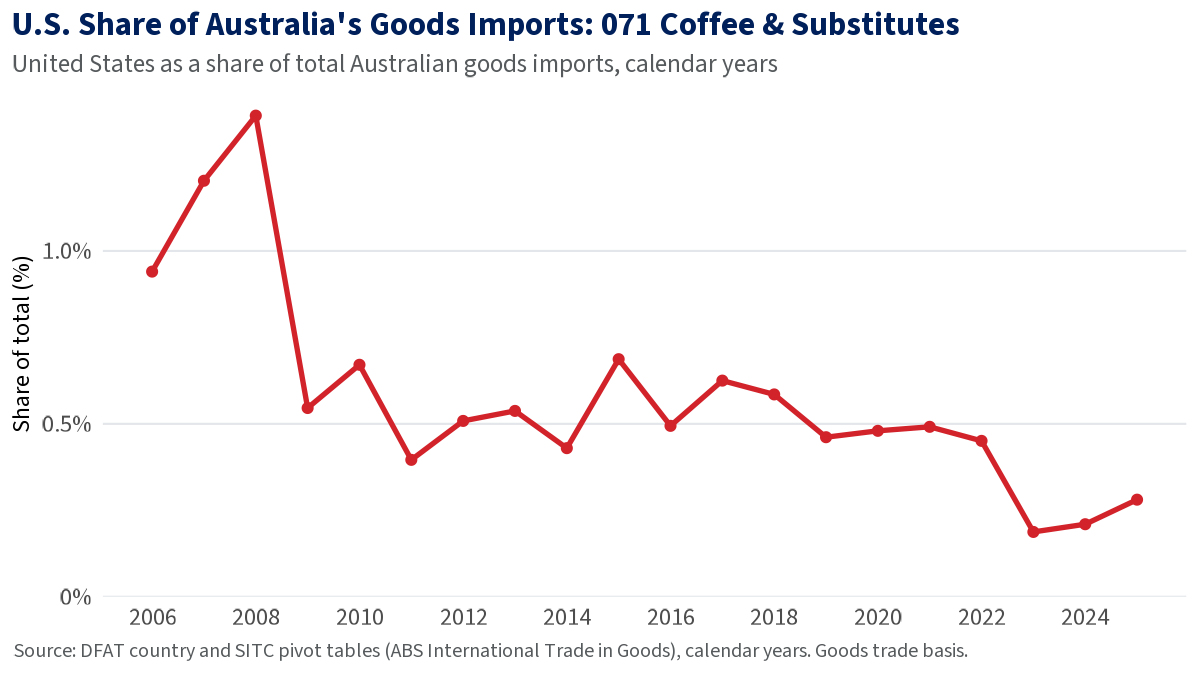 U.S. Share of Australia's Goods Imports: 071 Coffee & Substitutes
United States as a share of total Australian goods imports, calendar years
Share of total (%)
1.0%
0.5%
0%
2006 2008 2010 2012 2014 2016 2018 2020 2022 2024
Source: DFAT country and SITC pivot tables (ABS International Trade in Goods), calendar years. Goods trade basis.